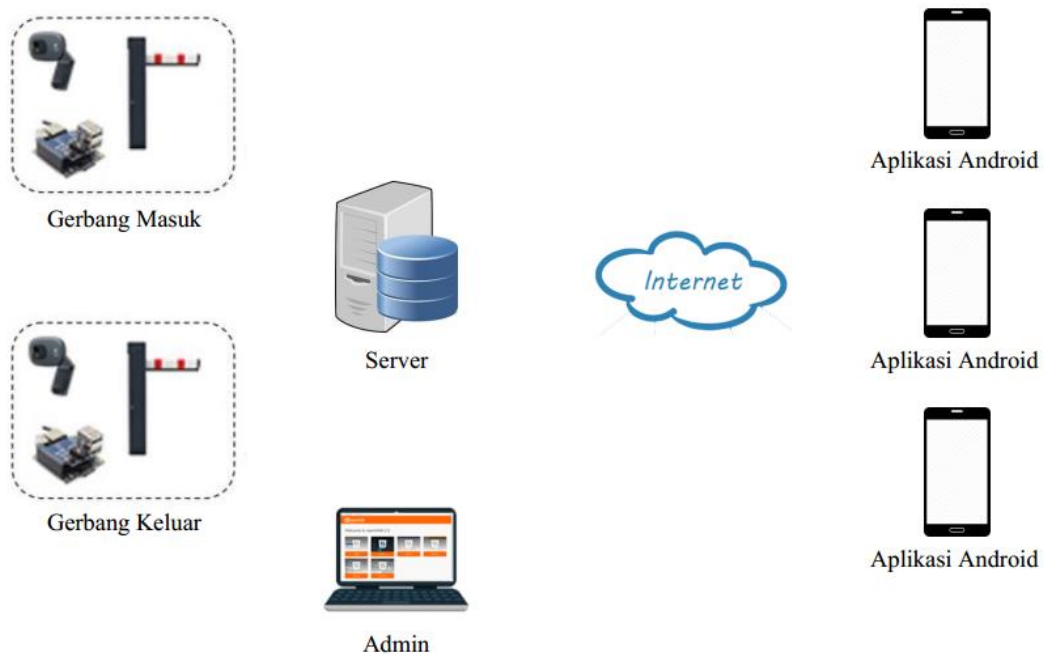 Gerbang Masuk
Gerbang Keluar
Server
Admin
Internet
Aplikasi Android
Aplikasi Android
Aplikasi Android